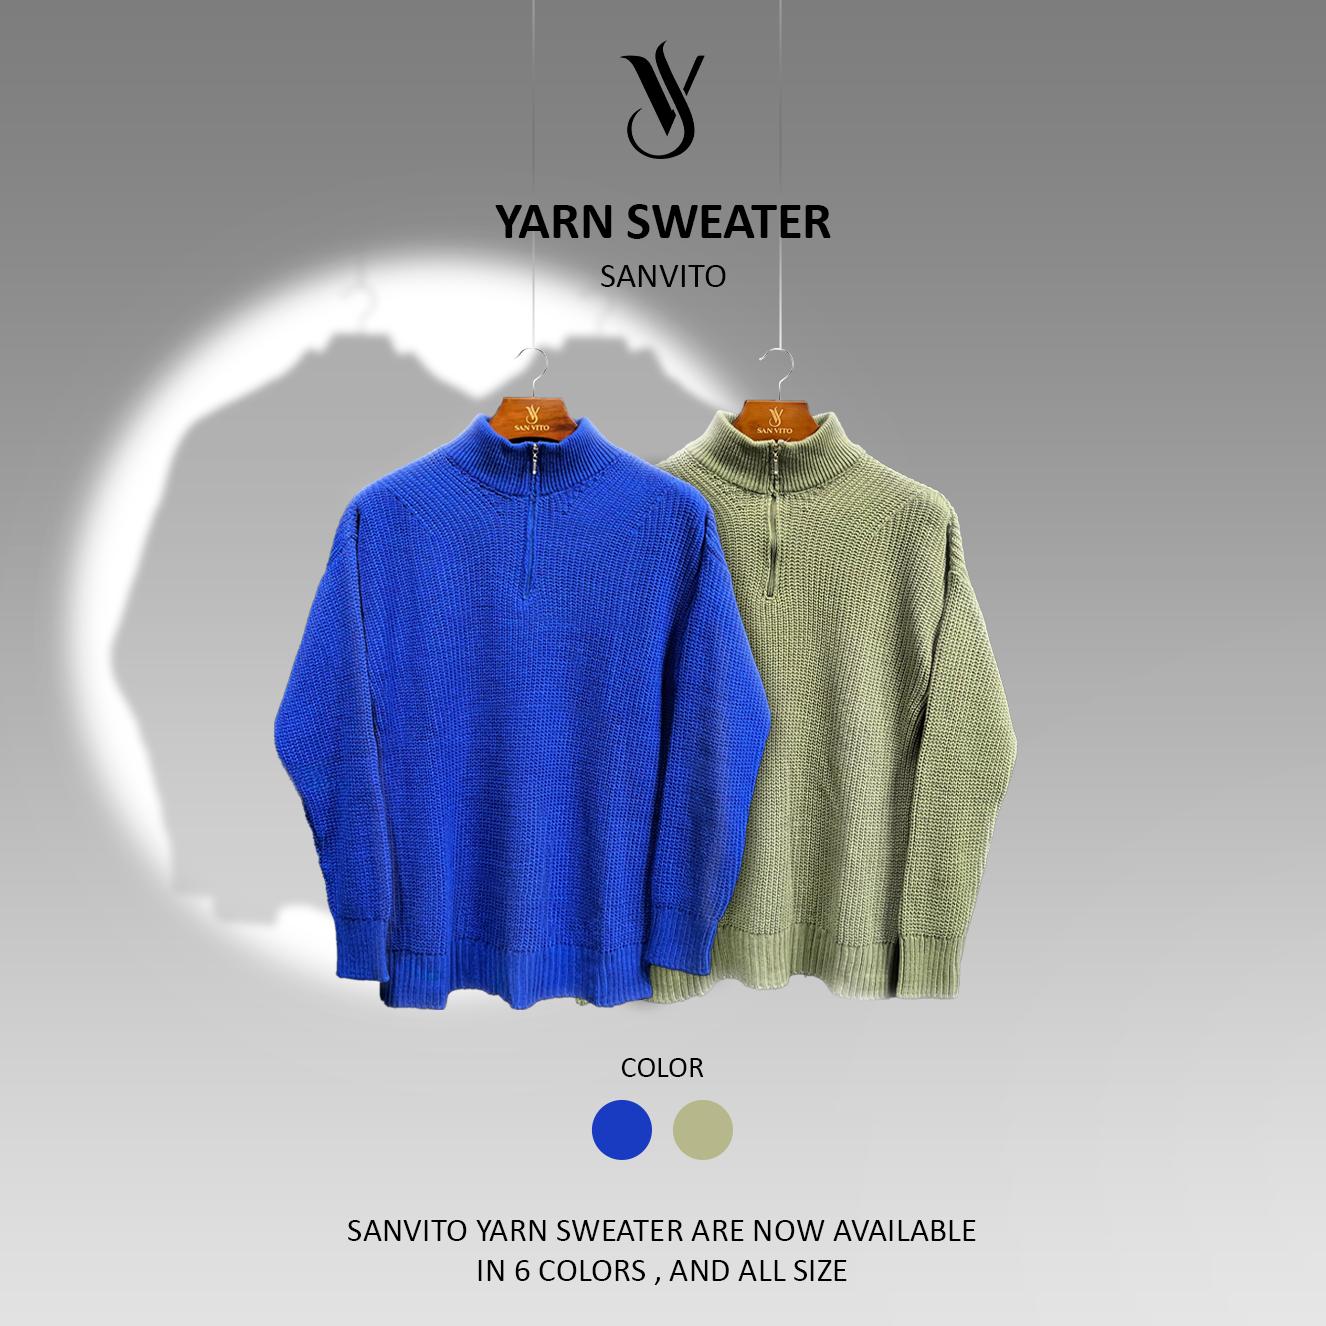 YARN SWEATER
SANVITO
SAN VITO
SAN VITO
COLOR
SANVITO YARN SWEATER ARE NOW AVAILABLE
IN 6 COLORS , AND ALL SIZE